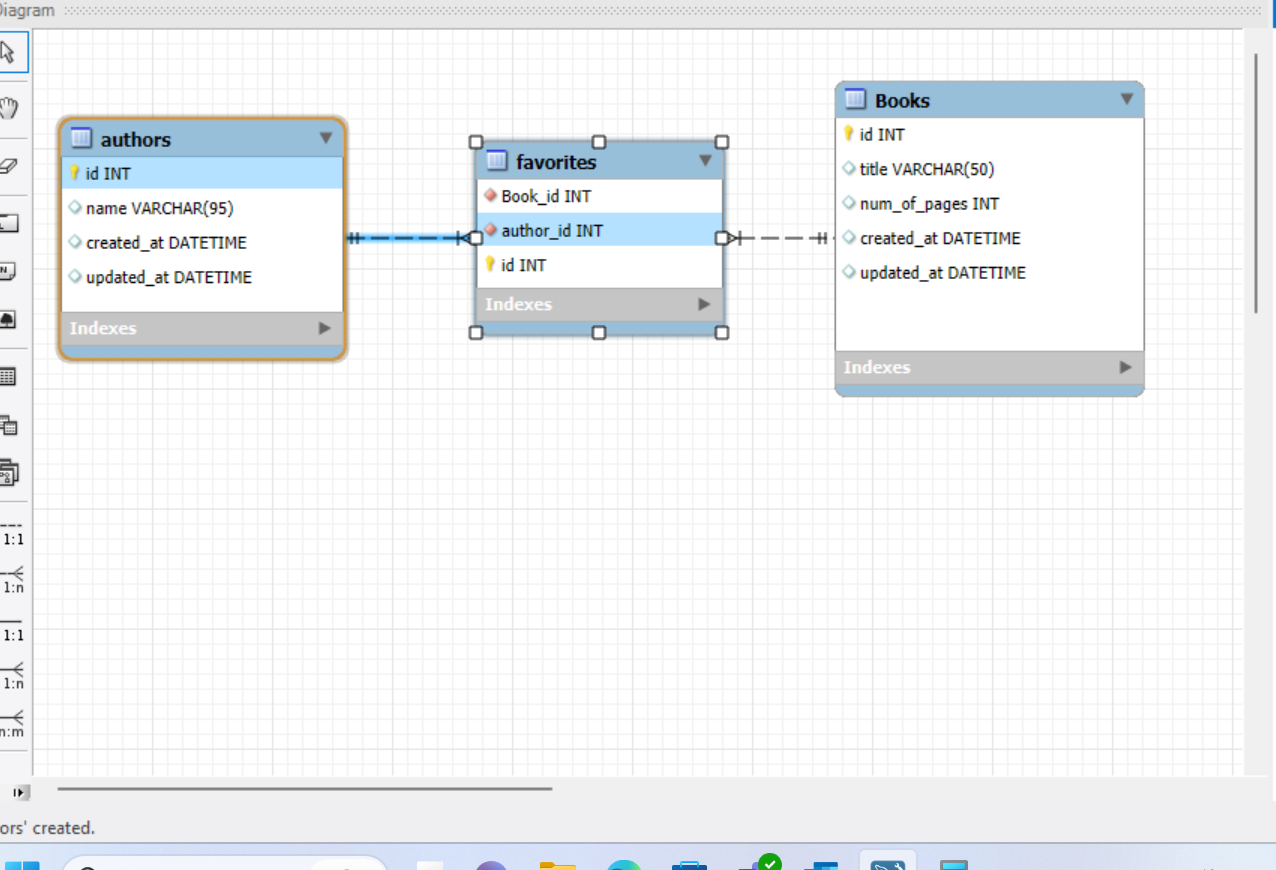 Diagram
authors
id INT
name VARCHAR(95)
created_at DATETIME
updated_at DATETIME
Indexes
favorites
Book_id INT
author_id INT
id INT
Indexes
Books
id INT
title VARCHAR(50)
num_of_pages INT
created_at DATETIME
updated_at DATETIME
Indexes
1:1
1:n
1:1
1:n
n:m
ors' created.